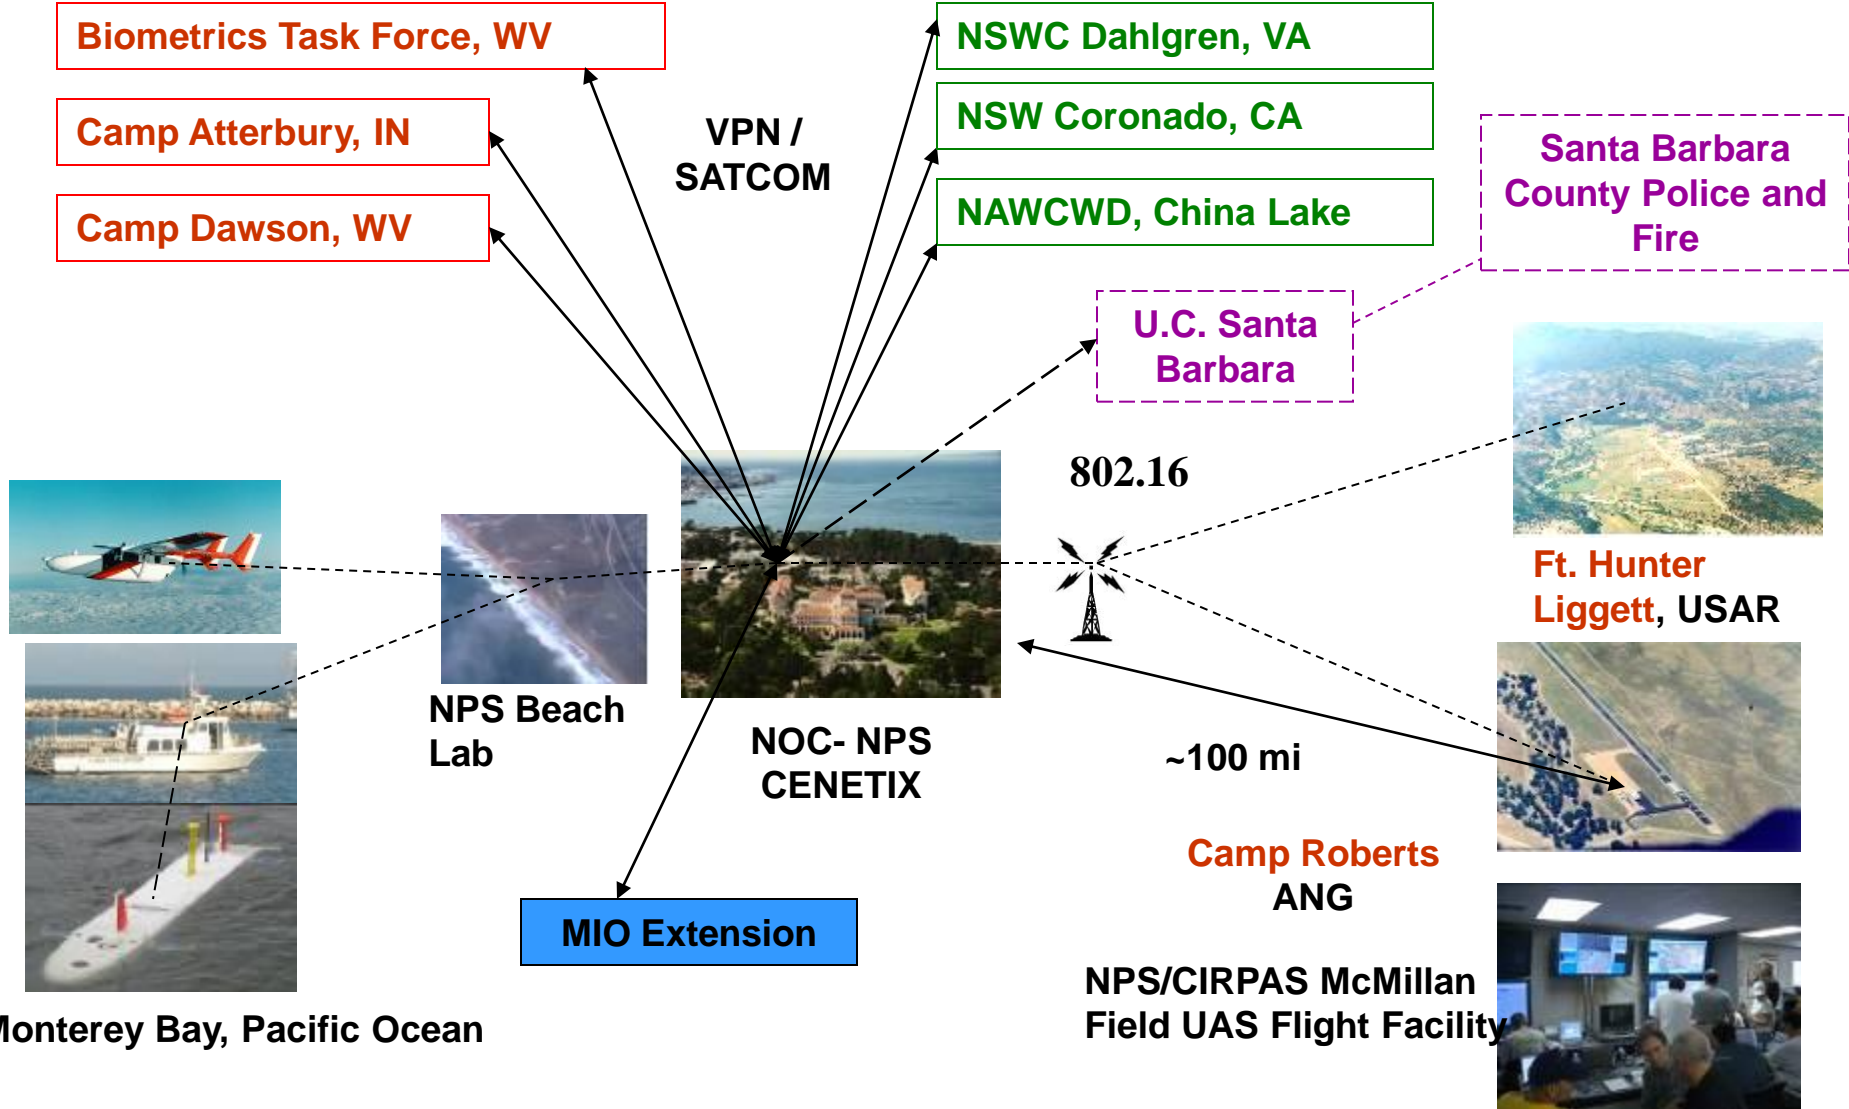 Biometrics Task Force, WV
Camp Atterbury, IN
Camp Dawson, WV
VPN /
SATCOM
NSWC Dahlgren, VA
NSW Coronado, CA
NAWCWD, China Lake
Santa Barbara
County Police and
Fire
U.C. Santa
Barbara
802.16
Ft. Hunter
Liggett, USAR
NPS Beach
Lab
NOC- NPS
CENETIX
~100 mi
Camp Roberts
ANG
MIO Extension
NPS/CIRPAS McMillan
Field UAS Flight Facility
Monterey Bay, Pacific Ocean